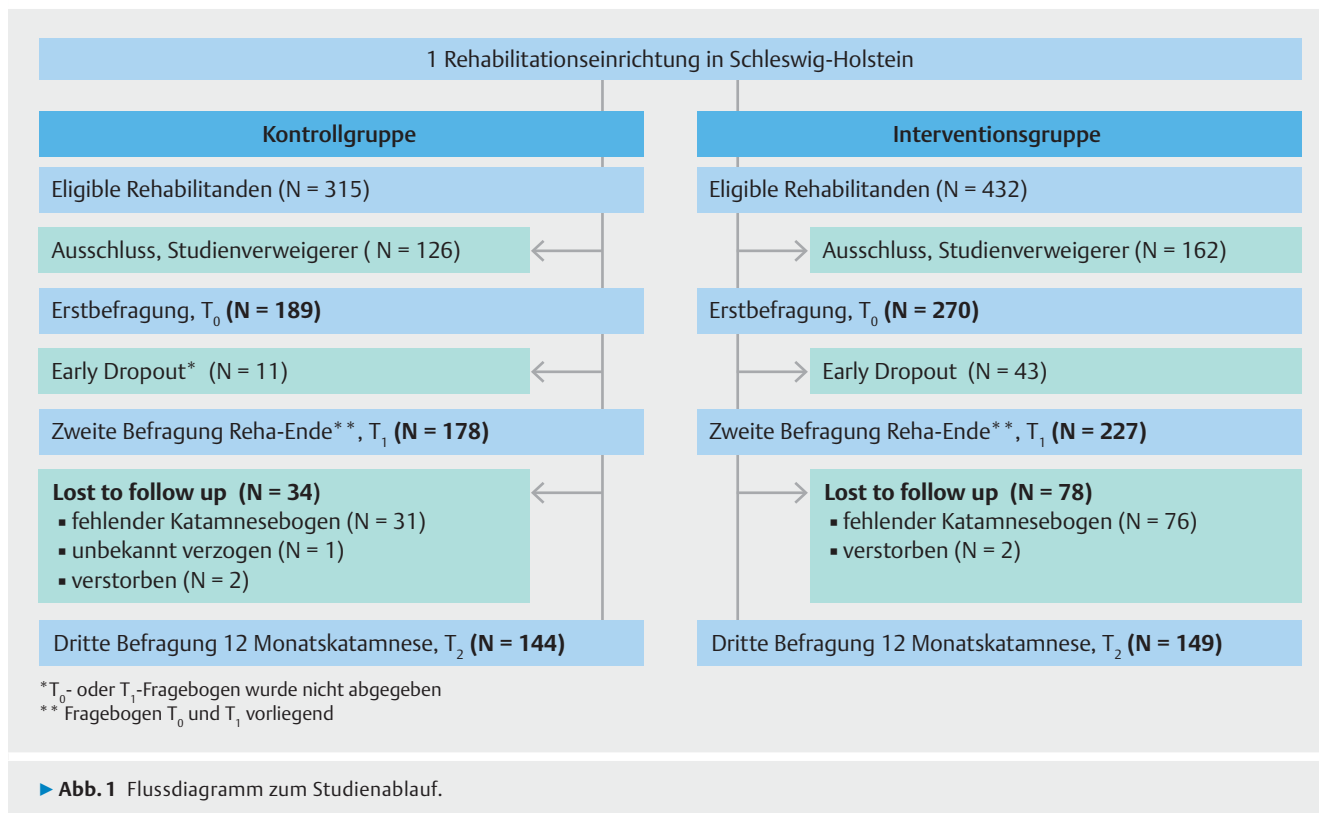 1 Rehabilitationseinrichtung in Schleswig-Holstein
Kontrollgruppe
Eligible Rehabilitanden (N = 315)
Ausschluss, Studienverweigerer ( N = 126)
Erstbefragung, T0 (N = 189)
Early Dropout* (N = 11)
Zweite Befragung Reha-Ende**, T1 (N = 178)
Lost to follow up (N = 34)
▪ fehlender Katamnesebogen (N = 31)
▪ unbekannt verzogen (N = 1)
▪ verstorben (N = 2)
Dritte Befragung 12 Monatskatamnese, T2 (N = 144)
Interventionsgruppe
Eligible Rehabilitanden (N = 432)
Ausschluss, Studienverweigerer (N = 162)
Erstbefragung, T0 (N = 270)
Early Dropout (N = 43)
Zweite Befragung Reha-Ende**, T1 (N = 227)
Lost to follow up (N = 78)
▪ fehlender Katamnesebogen (N = 76)
▪ verstorben (N = 2)
Dritte Befragung 12 Monatskatamnese, T2 (N = 149)
*T0- oder T1-Fragebogen wurde nicht abgegeben
** Fragebogen T0 und T1 vorliegend
▶ Abb. 1 Flussdiagramm zum Studienablauf.